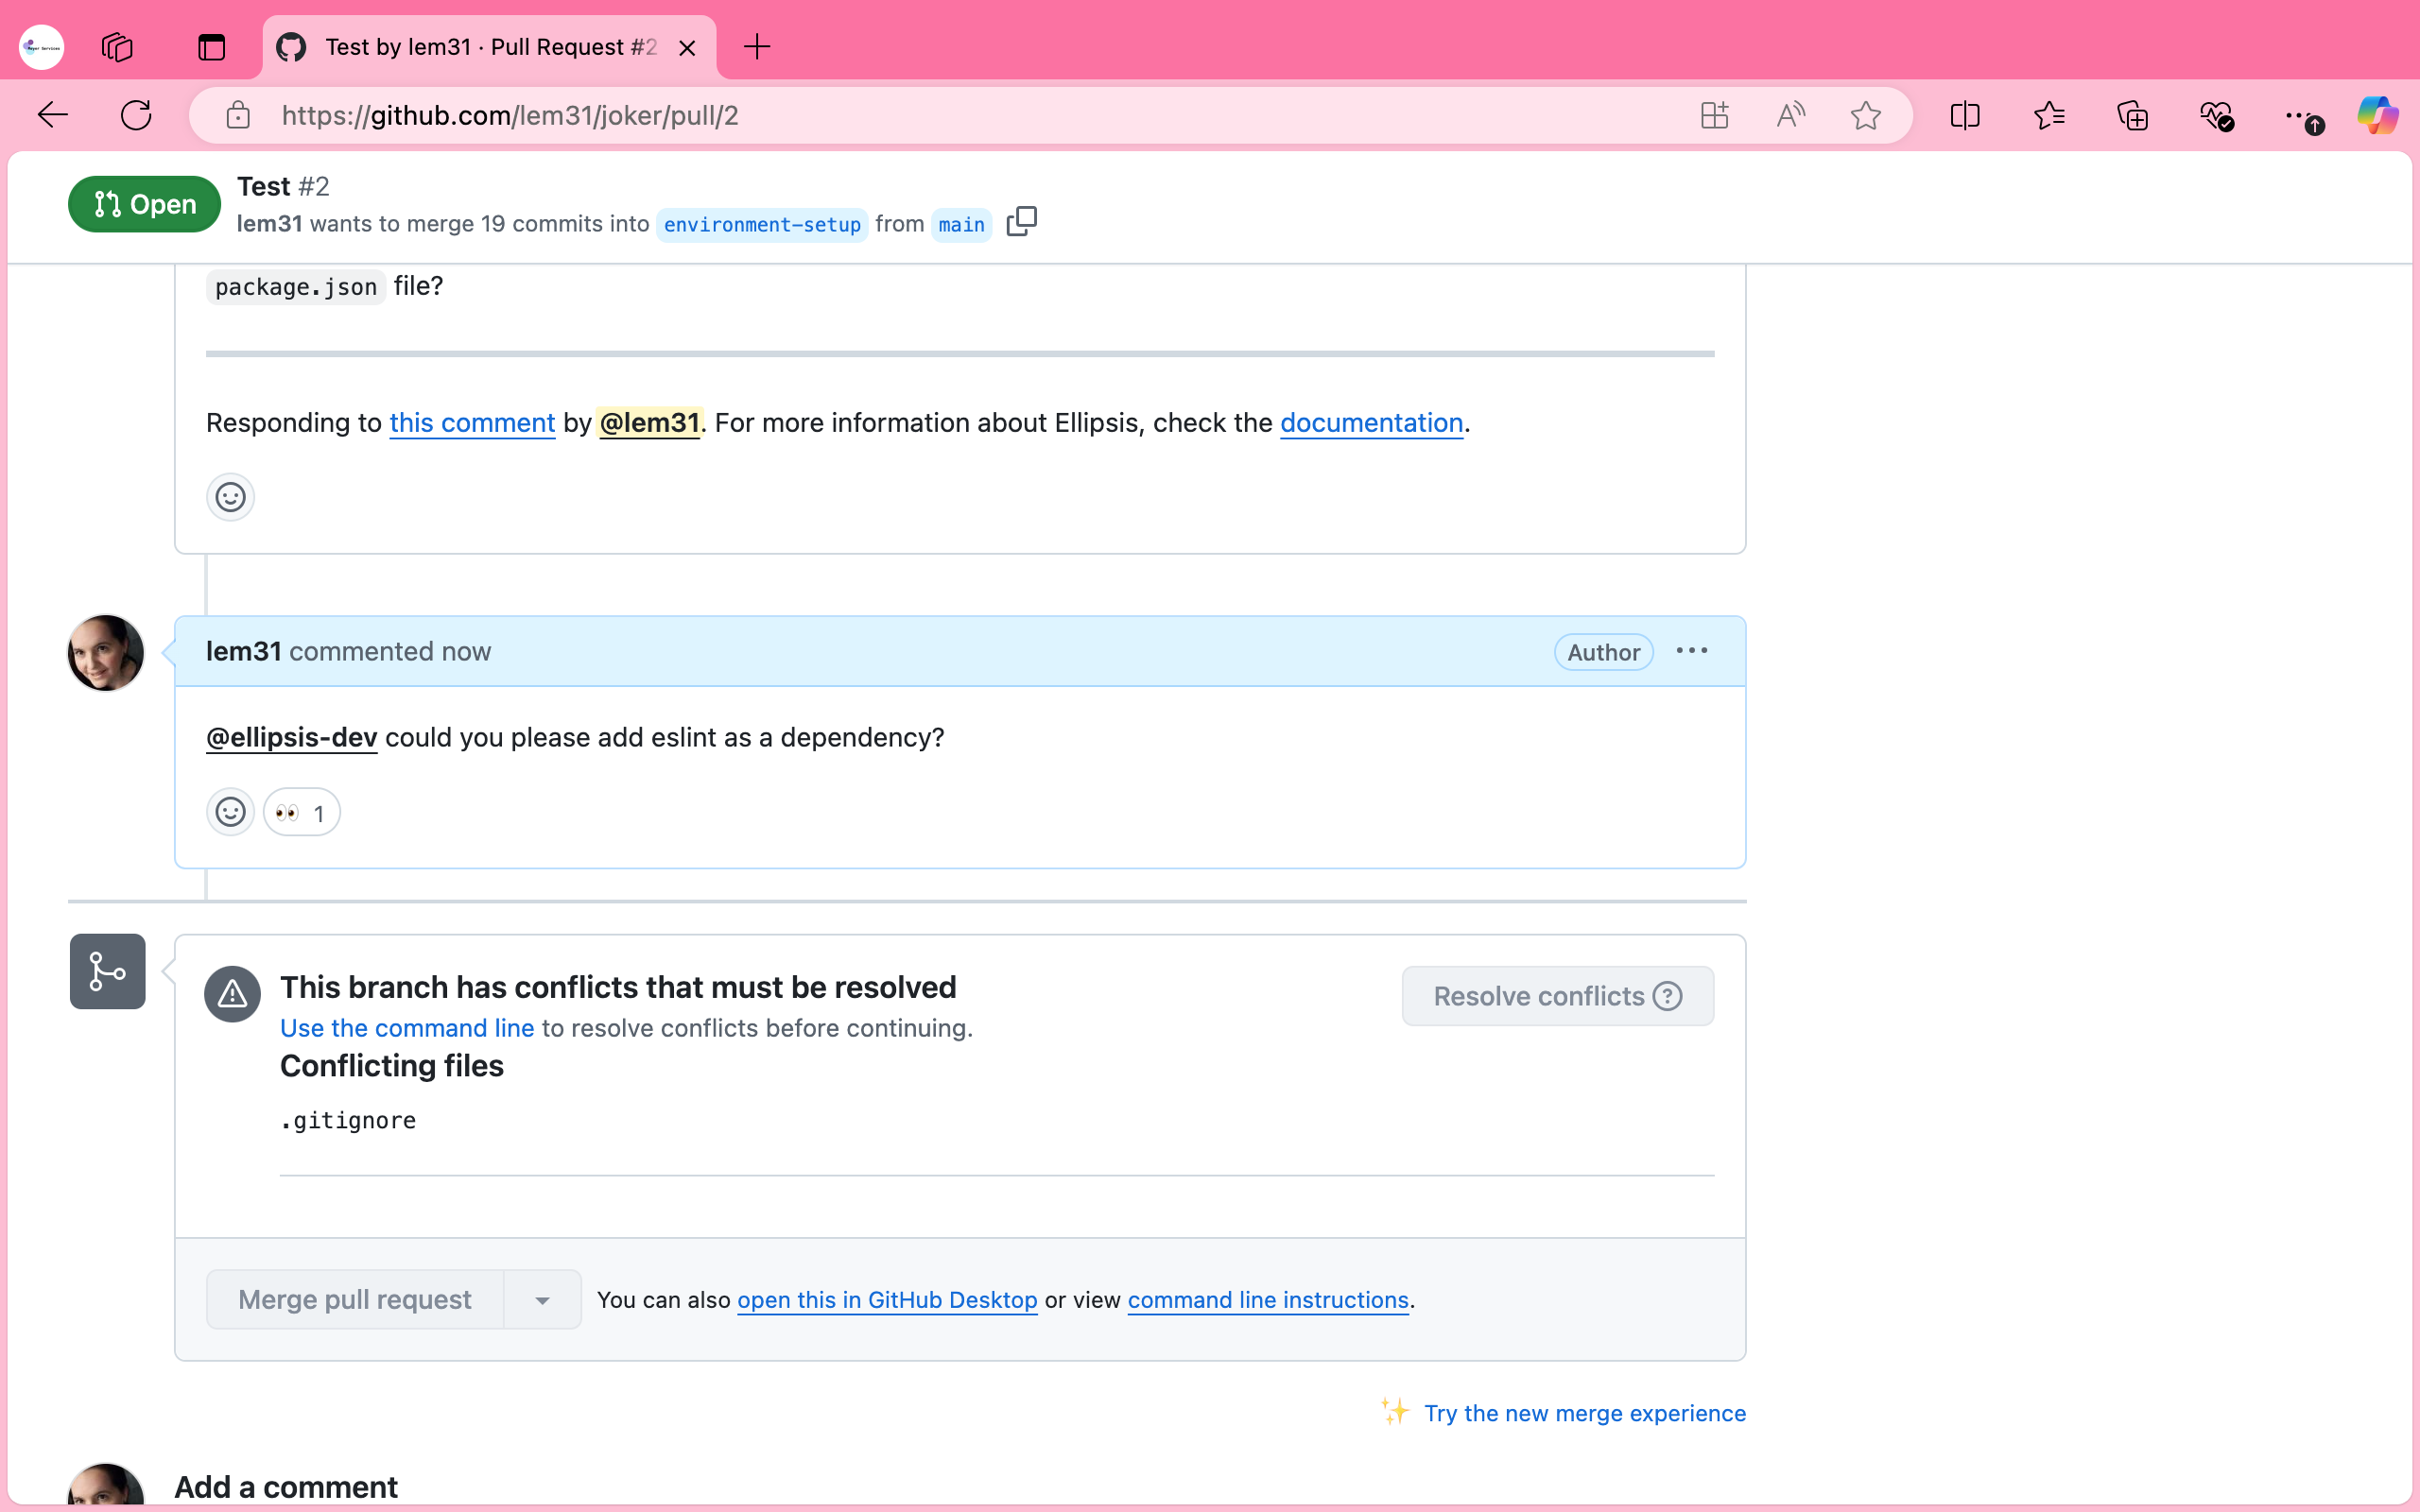 Test by lem31 · Pull Request #2
https://github.com/lem31/joker/pull/2
Open
Test #2
lem31 wants to merge 19 commits into environment-setup from main
package.json file?
Responding to this comment by @lem31. For more information about Ellipsis, check the documentation.
lem31 commented now
Author
@ellipsis-dev could you please add eslint as a dependency?
1
This branch has conflicts that must be resolved
Resolve conflicts
Use the command line to resolve conflicts before continuing.
Conflicting files
.gitignore
Merge pull request
You can also open this in GitHub Desktop or view command line instructions.
Try the new merge experience
Add a comment